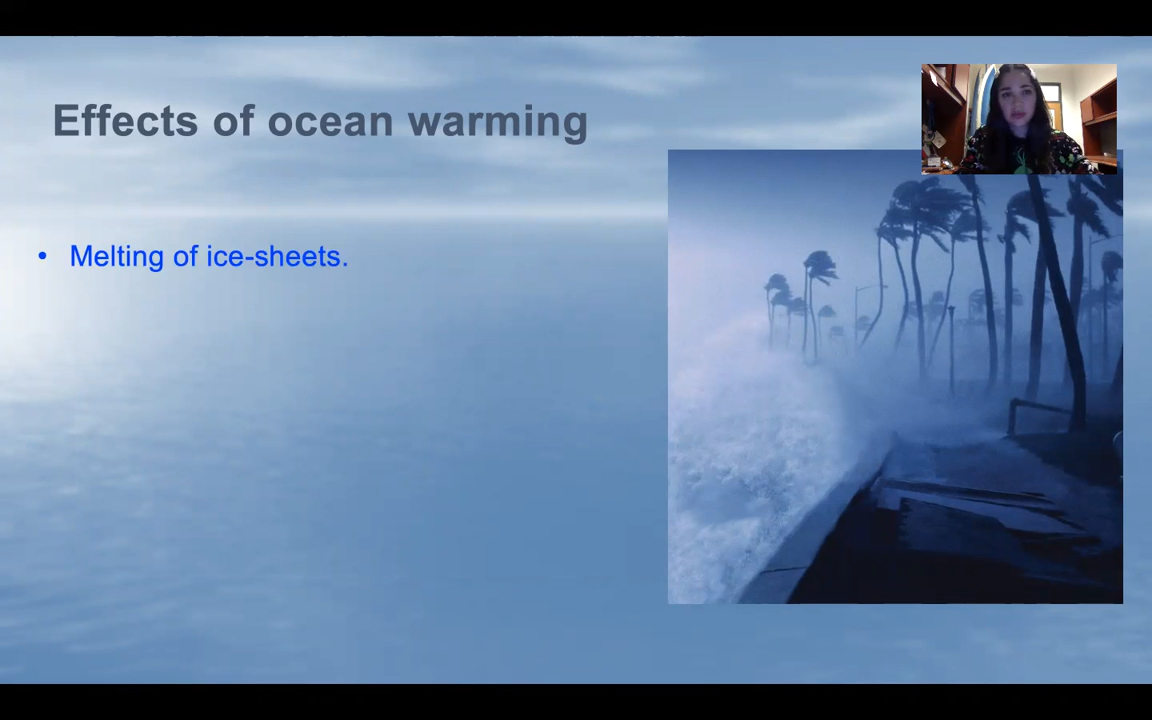 Effects of ocean warming
• Melting of ice-sheets.